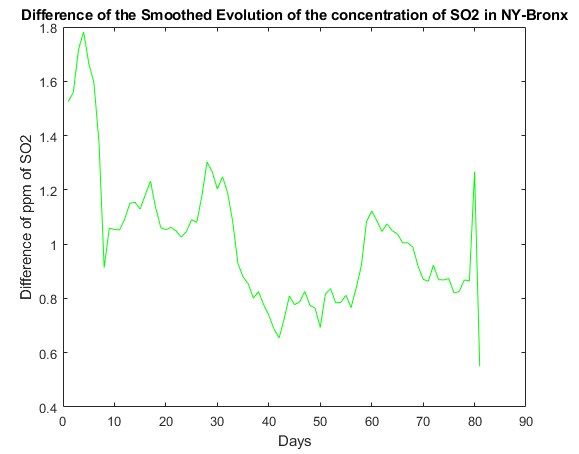 Difference of the Smoothed Evolution of the concentration of SO2 in NY-Bronx
1.8
1.6
1.4
1.2
1
0.8
0.6
0.4
Difference of ppm of SO2
0 10 20 30 40 50 60 70 80 90
Days